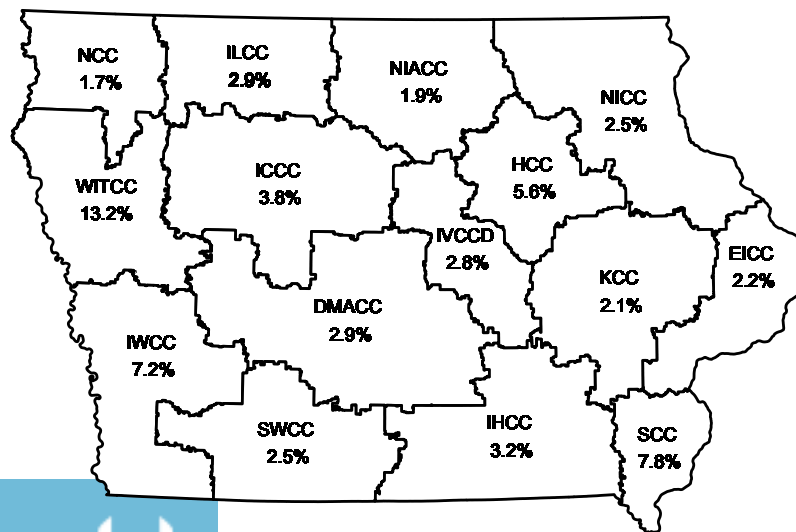 NCC
1.7%
ILCC
2.9%
NIACC
1.9%
NICC
2.5%
WITCC
13.2%
ICCC
3.8%
HCC
5.6%
IVCCD
2.8%
KCC
2.1%
EICC
2.2%
DMACC
2.9%
IWCC
7.2%
SWCC
2.5%
IHCC
3.2%
SCC
7.8%